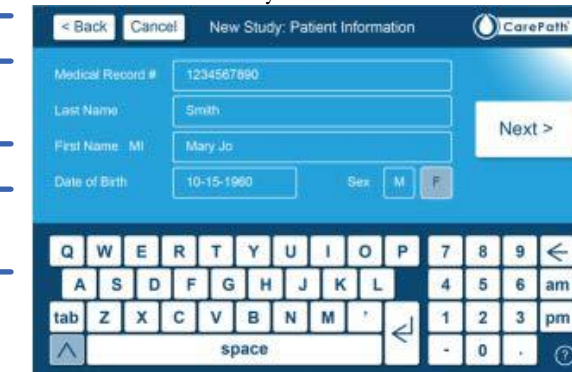 < Back Cancel New Study: Patient Information CarePath
Medical Record # 1234567890
Last Name Smith
First Name MI Mary Jo
Next >
Date of Birth 10-15-1960 Sex M F
Q W E R T Y U I O P 7 8 9 ←
A S D F G H J K L 4 5 6 am
tab Z X C V B N M ' 1 2 3 pm
space - 0 . ?